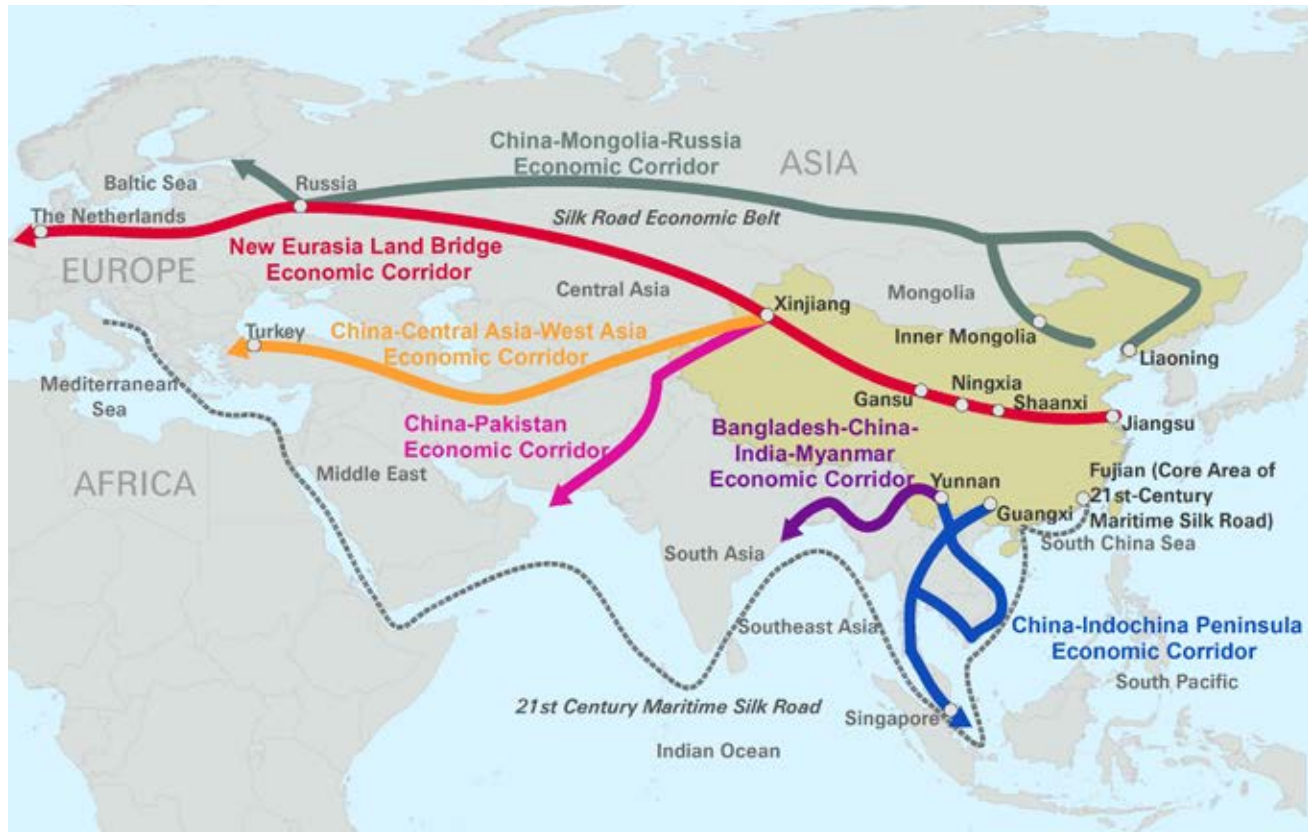 China-Mongolia-Russia
Economic Corridor
ASIA
Baltic Sea
Russia
The Netherlands
Silk Road Economic Belt
New Eurasia Land Bridge
Economic Corridor
EUROPE
Central Asia
Mongolia
Xinjiang
Inner Mongolia
Liaoning
Turkey
China-Central Asia-West Asia
Economic Corridor
Mediterranean
Sea
Ningxia
Gansu
Shaanxi
Jiangsu
China-Pakistan
Economic Corridor
Bangladesh-China-
India-Myanmar
Economic Corridor
Middle East
AFRICA
Yunnan
Guangxi
Fujian (Core Area of
21st-Century
Maritime Silk Road)
South China Sea
South Asia
Southeast Asia
China-Indochina Peninsula
Economic Corridor
South Pacific
21st Century Maritime Silk Road
Singapore
Indian Ocean